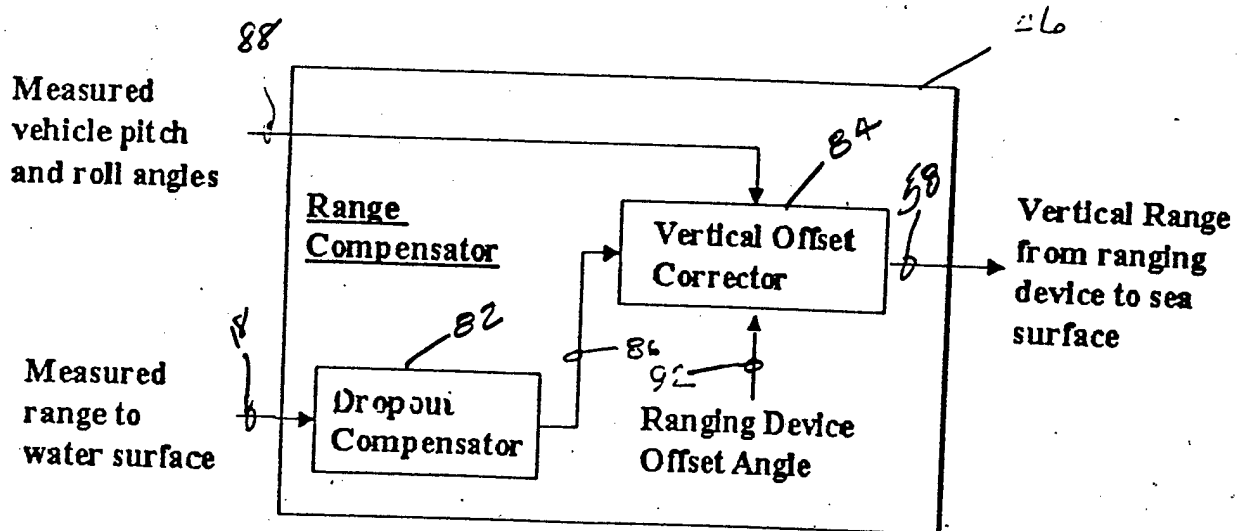 88
Measured
vehicle pitch
and roll angles
84
58
Range
Compensator
Vertical Offset
Corrector
Vertical Range
from ranging
device to sea
surface
18
82
86
92
Measured
range to
water surface
Dropout
Compensator
Ranging Device
Offset Angle